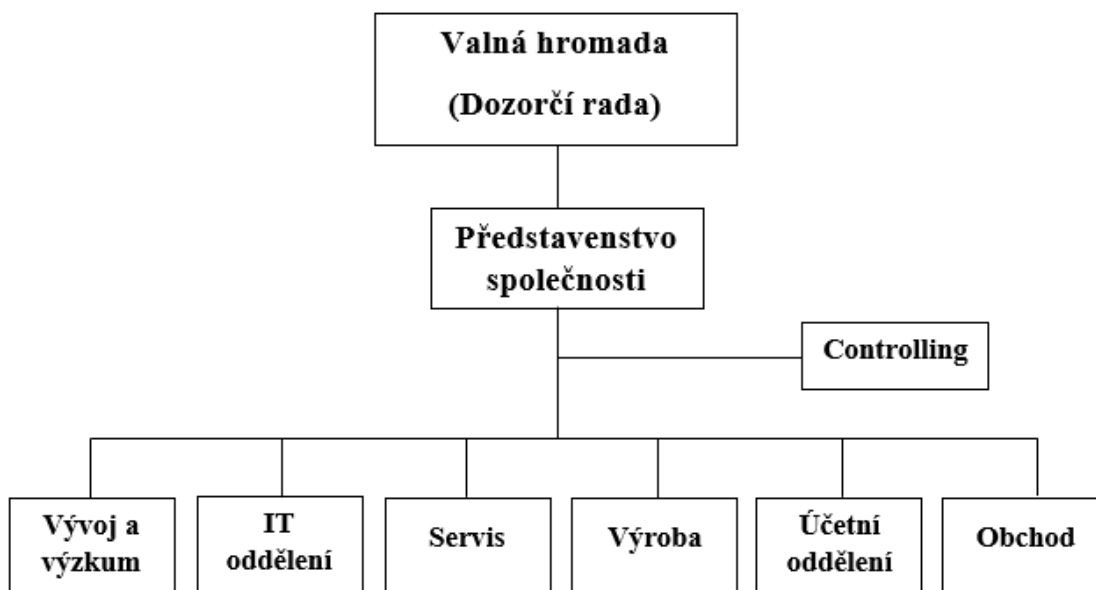 Valná hromada
(Dozorčí rada)
Představenstvo
společnosti
Controlling
Vývoj a
výzkum
IT
oddělení
Servis
Výroba
Účetní
oddělení
Obchod